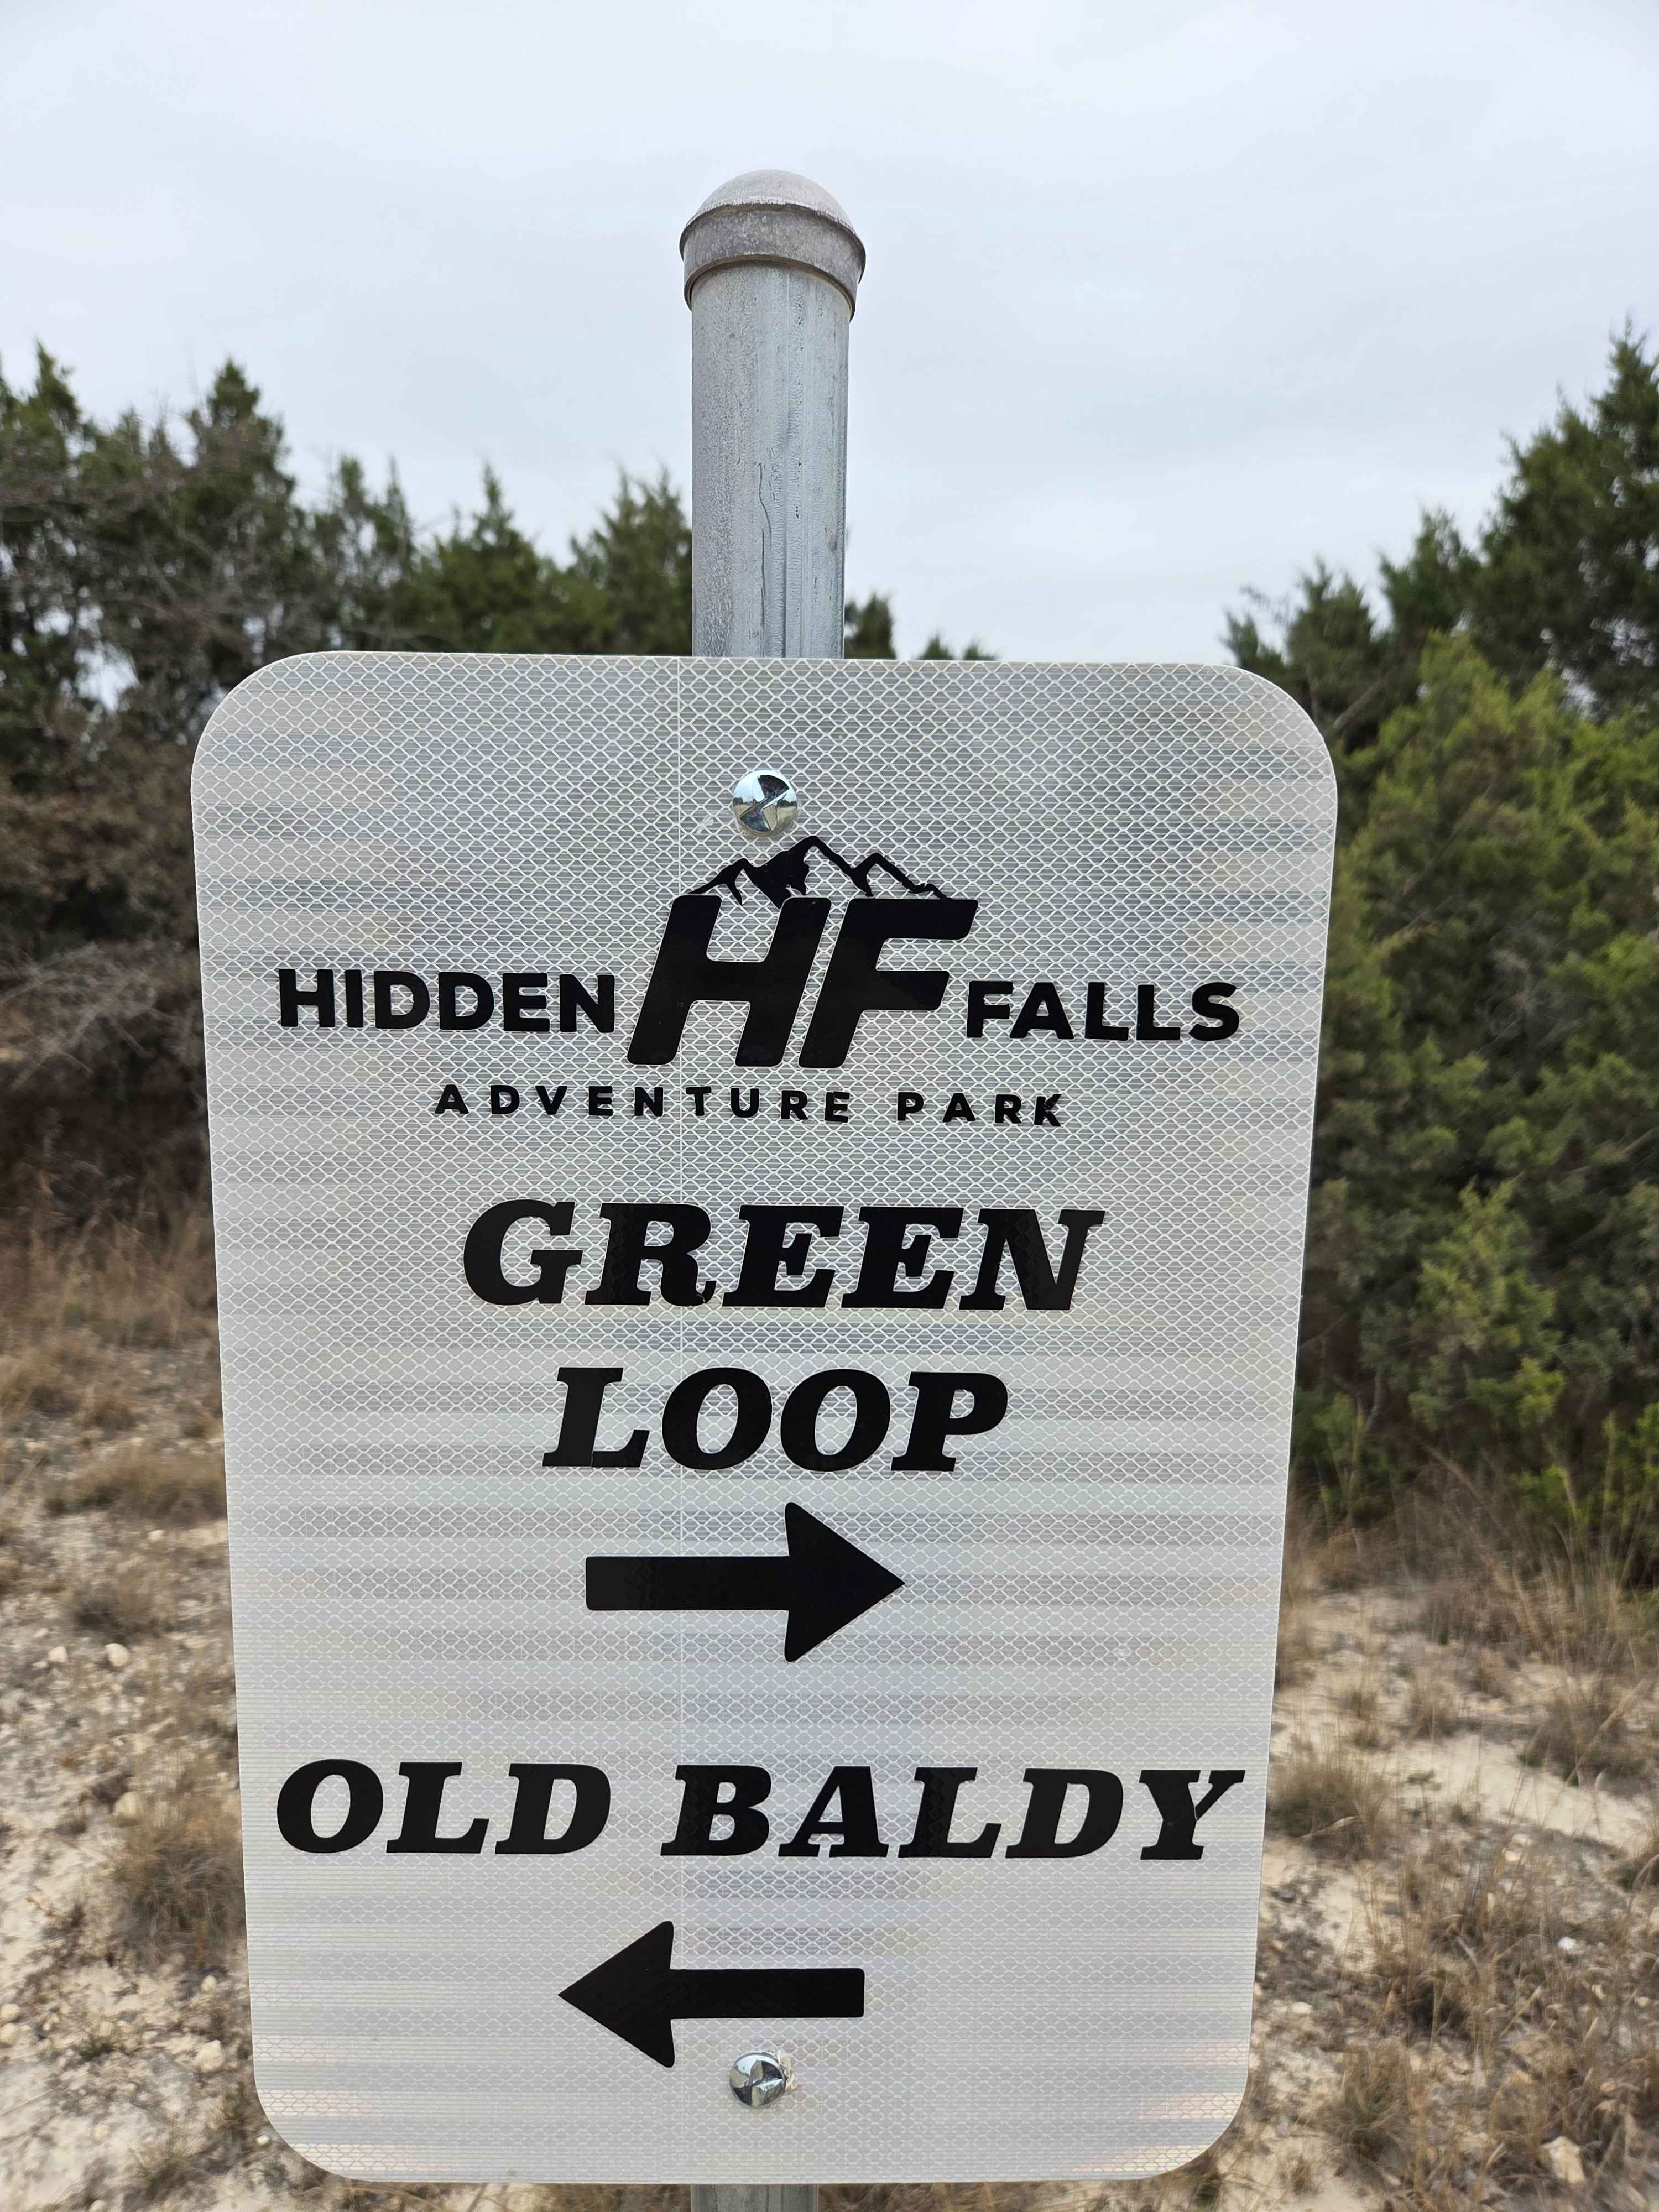 HIDDEN HF FALLS
ADVENTURE PARK
GREEN
LOOP
OLD BALDY